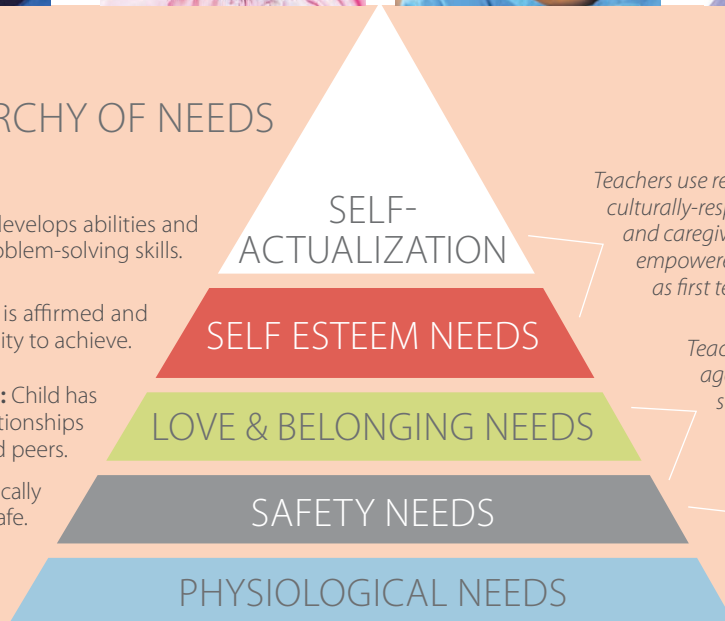 RCHY OF NEEDS
develops abilities and
oblem-solving skills.
is affirmed and
ity to achieve.
: Child has
tionships
d peers.
ically
afe.
SELF-
ACTUALIZATION
SELF ESTEEM NEEDS
LOVE & BELONGING NEEDS
SAFETY NEEDS
PHYSIOLOGICAL NEEDS
Teachers use re
culturally-resp
and caregiv
empowere
as first te
Teac
ag
s